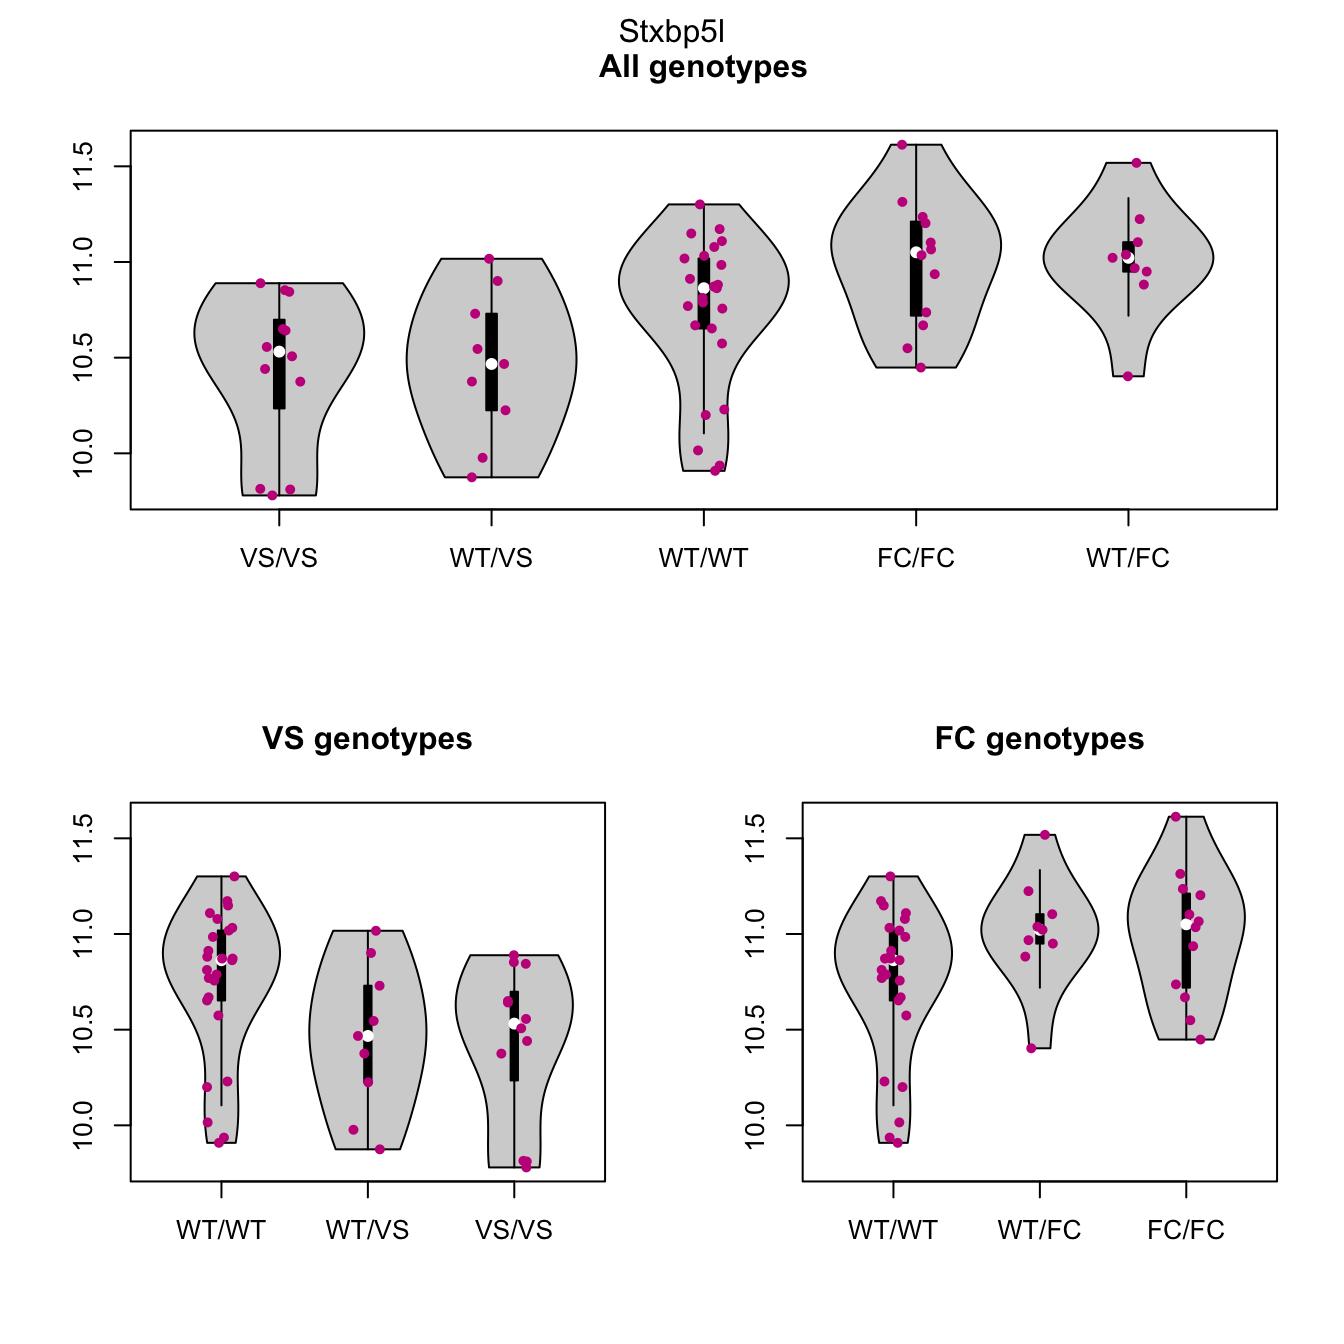 Stxbp5l
All genotypes
11.5
11.0
10.5
10.0
VS/VS WT/VS WT/WT FC/FC WT/FC
VS genotypes
11.5
11.0
10.5
10.0
WT/WT WT/VS VS/VS
FC genotypes
11.5
11.0
10.5
10.0
WT/WT WT/FC FC/FC